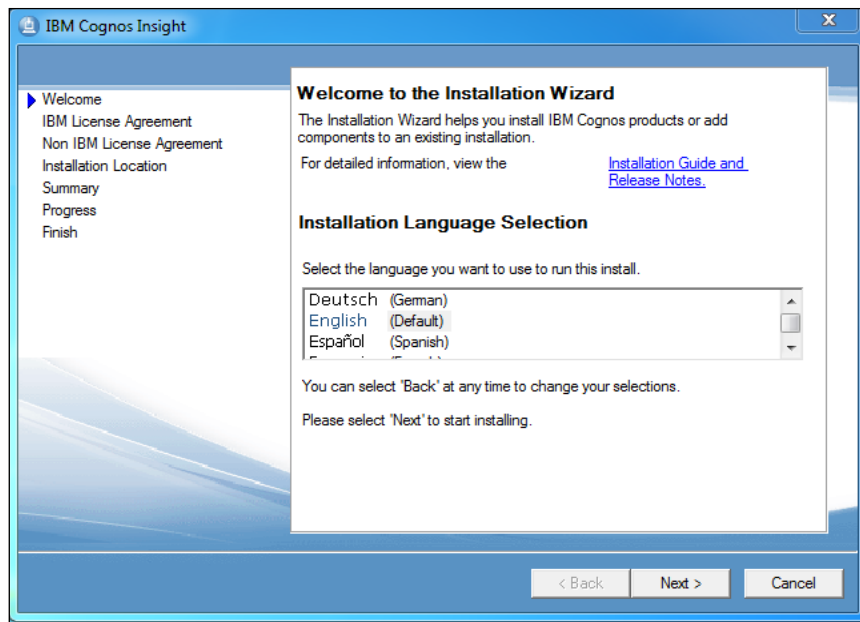 IBM Cognos Insight
Welcome
IBM License Agreement
Non IBM License Agreement
Installation Location
Summary
Progress
Finish
Welcome to the Installation Wizard
The Installation Wizard helps you install IBM Cognos products or add
components to an existing installation.
For detailed information, view the Installation Guide and
Release Notes.
Installation Language Selection
Select the language you want to use to run this install.
Deutsch (German)
English (Default)
Español (Spanish)
You can select 'Back' at any time to change your selections.
Please select 'Next' to start installing.
< Back Next > Cancel